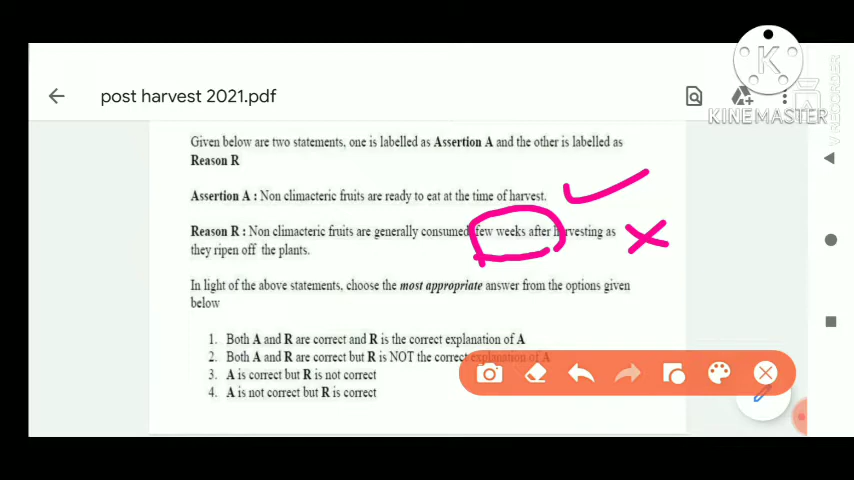 K
KINEMASTER
V RECORDER
post harvest 2021.pdf
Given below are two statements, one is labelled as Assertion A and the other is labelled as
Reason R
Assertion A : Non climacteric fruits are ready to eat at the time of harvest.
Reason R : Non climacteric fruits are generally consumed few weeks after harvesting as
they ripen off the plants.
In light of the above statements, choose the most appropriate answer from the options given
below
1. Both A and R are correct and R is the correct explanation of A
2. Both A and R are correct but R is NOT the correct explanation of A
3. A is correct but R is not correct
4. A is not correct but R is correct